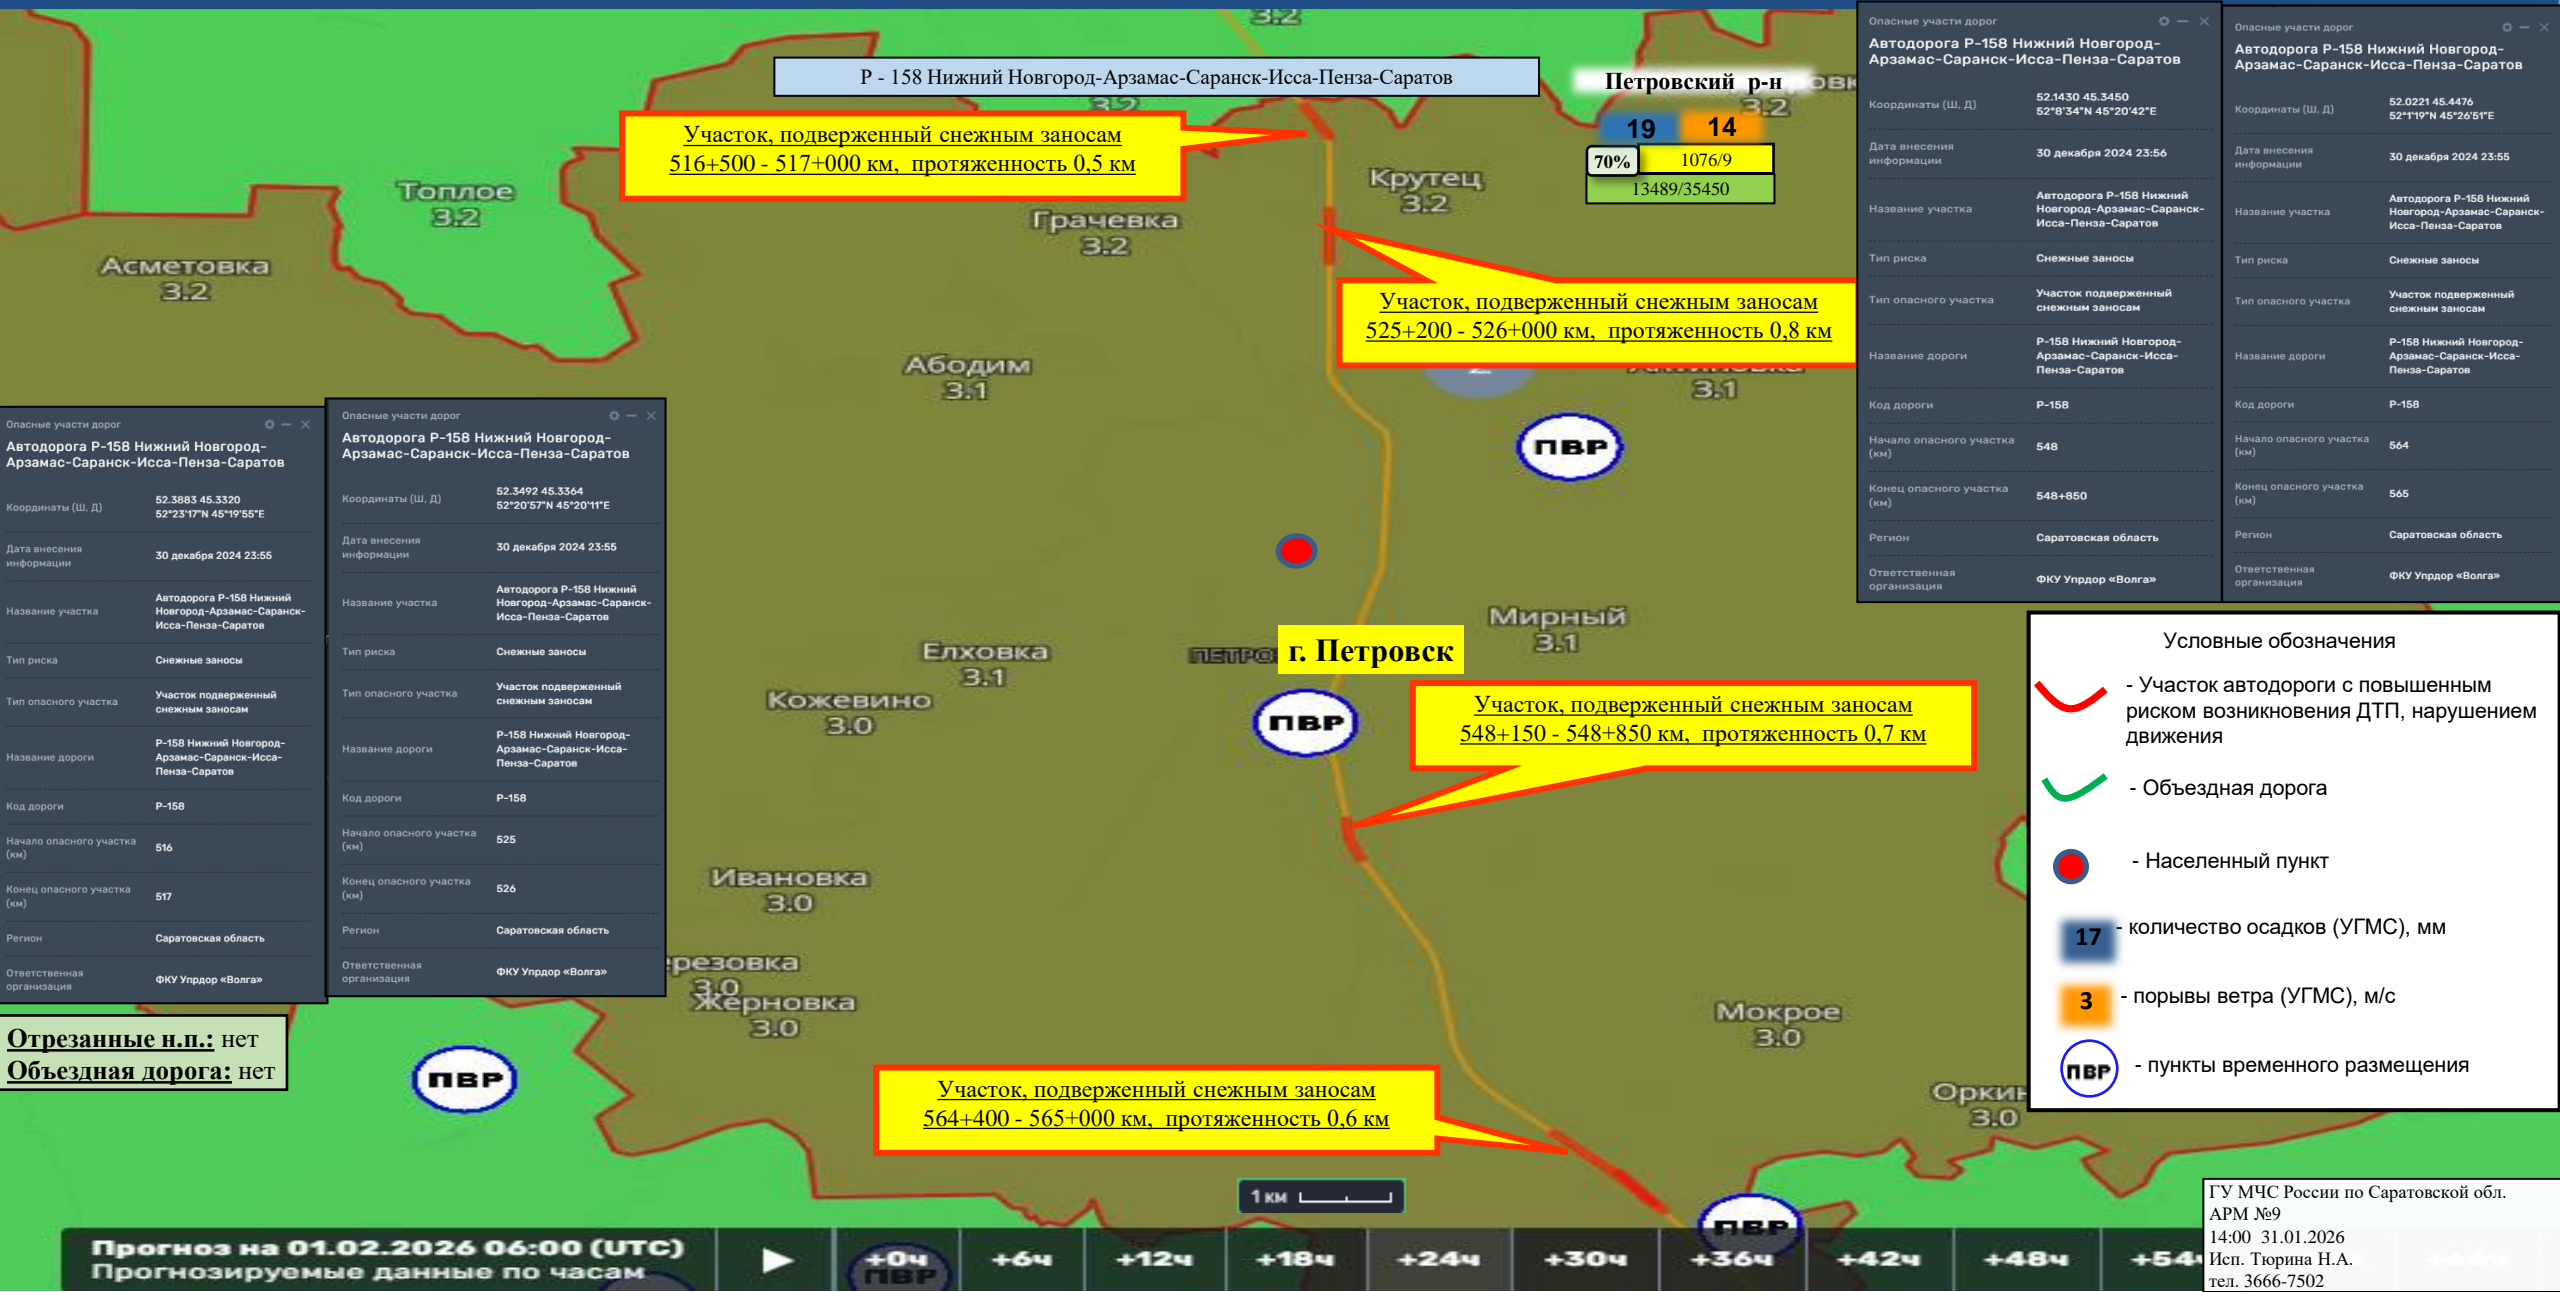 Р - 158 Нижний Новгород-Арзамас-Саранск-Исса-Пенза-Саратов
Петровский р-н
19 14
70% 1076/9
13489/35450
3.2
3.2
3.2
Участок, подверженный снежным заносам
516+500 - 517+000 км, протяженность 0,5 км
Топлое
3.2
Асметовка
3.2
Грачевка
3.2
Крутец
3.2
Участок, подверженный снежным заносам
525+200 - 526+000 км, протяженность 0,8 км
Абодим
3.1
3.1
ПВР
Мирный
3.1
г. Петровск
Елховка
3.1
Кожевино
3.0
ПВР
Участок, подверженный снежным заносам
548+150 - 548+850 км, протяженность 0,7 км
Ивановка
3.0
3.0
Жерновка
3.0
Мокрое
3.0
3.0
ПВР
Участок, подверженный снежным заносам
564+400 - 565+000 км, протяженность 0,6 км
ПВР
1 км
Опасные участи дорог
Автодорога Р-158 Нижний Новгород-
Арзамас-Саранск-Исса-Пенза-Саратов
Координаты (Ш, Д)
52.3883 45.3320
52°23'17"N 45°19'55"E
Дата внесения
информации
30 декабря 2024 23:55
Название участка
Автодорога Р-158 Нижний
Новгород-Арзамас-Саранск-
Исса-Пенза-Саратов
Тип риска
Снежные заносы
Тип опасного участка
Участок подверженный
снежным заносам
Название дороги
Р-158 Нижний Новгород-
Арзамас-Саранск-Исса-
Пенза-Саратов
Код дороги
Р-158
Начало опасного участка
(км)
516
Конец опасного участка
(км)
517
Регион
Саратовская область
Ответственная
организация
ФКУ Упрдор «Волга»
Опасные участи дорог
Автодорога Р-158 Нижний Новгород-
Арзамас-Саранск-Исса-Пенза-Саратов
Координаты (Ш, Д)
52.3492 45.3364
52°20'57"N 45°20'11"E
Дата внесения
информации
30 декабря 2024 23:55
Название участка
Автодорога Р-158 Нижний
Новгород-Арзамас-Саранск-
Исса-Пенза-Саратов
Тип риска
Снежные заносы
Тип опасного участка
Участок подверженный
снежным заносам
Название дороги
Р-158 Нижний Новгород-
Арзамас-Саранск-Исса-
Пенза-Саратов
Код дороги
Р-158
Начало опасного участка
(км)
525
Конец опасного участка
(км)
526
Регион
Саратовская область
Ответственная
организация
ФКУ Упрдор «Волга»
Опасные участи дорог
Автодорога Р-158 Нижний Новгород-
Арзамас-Саранск-Исса-Пенза-Саратов
Координаты (Ш, Д)
52.1430 45.3450
52°8'34"N 45°20'42"E
Дата внесения
информации
30 декабря 2024 23:56
Название участка
Автодорога Р-158 Нижний
Новгород-Арзамас-Саранск-
Исса-Пенза-Саратов
Тип риска
Снежные заносы
Тип опасного участка
Участок подверженный
снежным заносам
Название дороги
Р-158 Нижний Новгород-
Арзамас-Саранск-Исса-
Пенза-Саратов
Код дороги
Р-158
Начало опасного участка
(км)
548
Конец опасного участка
(км)
548+850
Регион
Саратовская область
Ответственная
организация
ФКУ Упрдор «Волга»
Опасные участи дорог
Автодорога Р-158 Нижний Новгород-
Арзамас-Саранск-Исса-Пенза-Саратов
Координаты (Ш, Д)
52.0221 45.4476
52°1'19"N 45°26'51"E
Дата внесения
информации
30 декабря 2024 23:55
Название участка
Автодорога Р-158 Нижний
Новгород-Арзамас-Саранск-
Исса-Пенза-Саратов
Тип риска
Снежные заносы
Тип опасного участка
Участок подверженный
снежным заносам
Название дороги
Р-158 Нижний Новгород-
Арзамас-Саранск-Исса-
Пенза-Саратов
Код дороги
Р-158
Начало опасного участка
(км)
564
Конец опасного участка
(км)
565
Регион
Саратовская область
Ответственная
организация
ФКУ Упрдор «Волга»
Отрезанные н.п.: нет
Объездная дорога: нет
Условные обозначения
- Участок автодороги с повышенным
риском возникновения ДТП, нарушением
движения
- Объездная дорога
- Населенный пункт
17 - количество осадков (УГМС), мм
3 - порывы ветра (УГМС), м/с
ПВР - пункты временного размещения
Прогноз на 01.02.2026 06:00 (UTC)
Прогнозируемые данные по часам
+0ч +6ч +12ч +18ч +24ч +30ч +36ч +42ч +48ч +54
ПВР
ГУ МЧС России по Саратовской обл.
АРМ №9
14:00 31.01.2026
Исп. Тюрина Н.А.
тел. 3666-7502